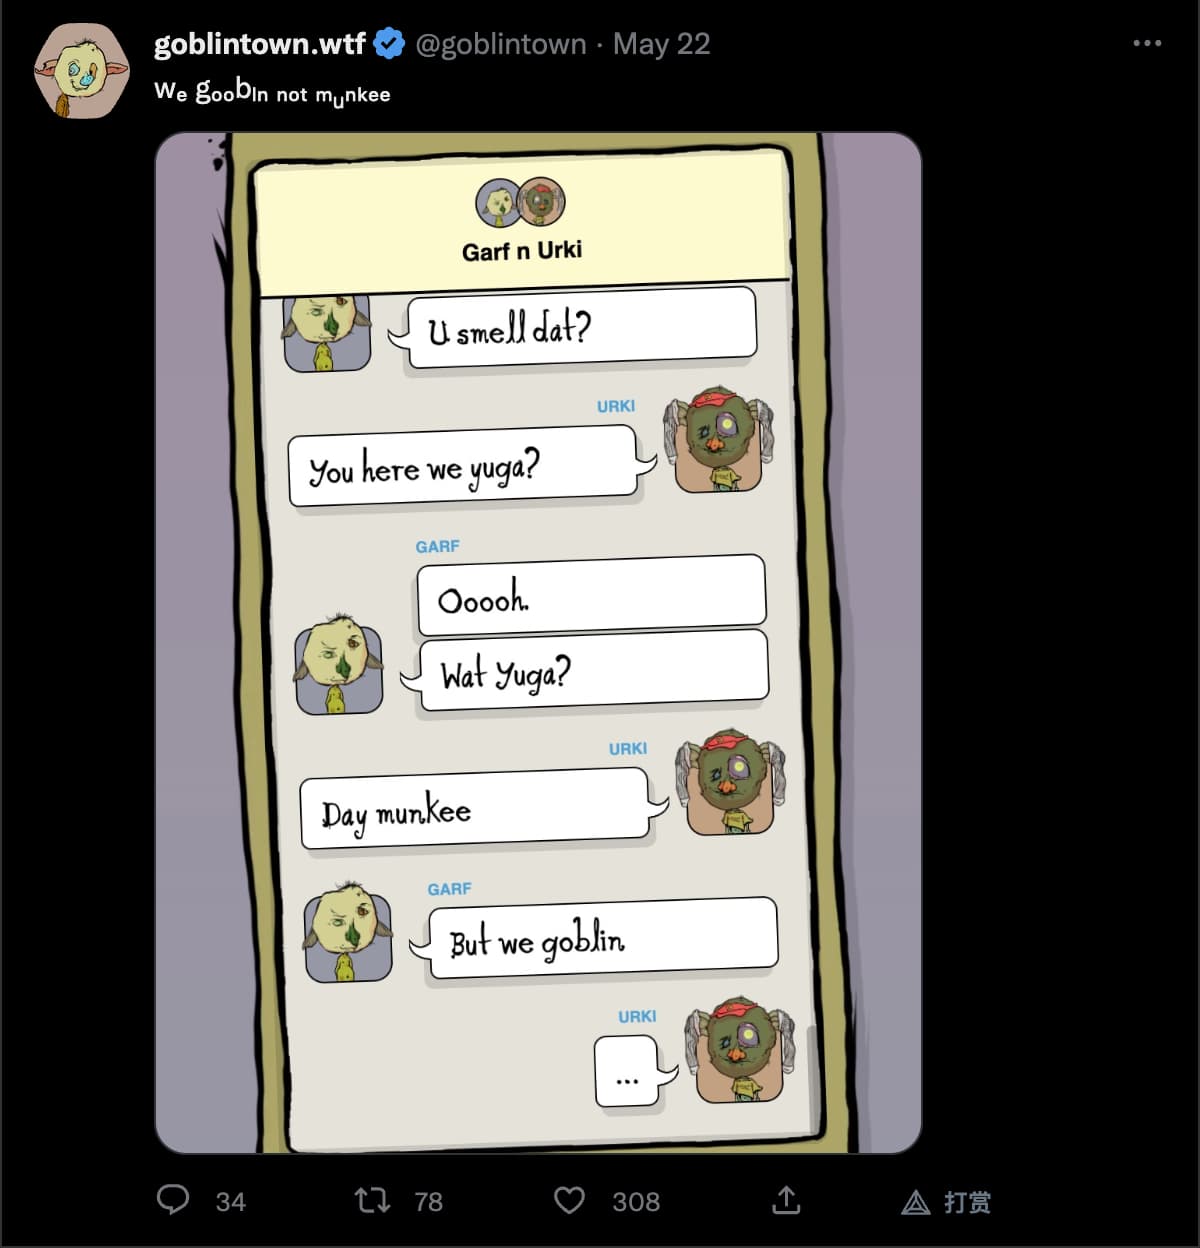 goblintown.wtf @goblintown · May 22
We goobln not munkee
Garf n Urki
U smell dat?
URKI
You here we yuga?
GARF
Ooooh.
Wat Yuga?
URKI
Day munkee
GARF
But we goblin
URKI
...
34 78 308 打赏